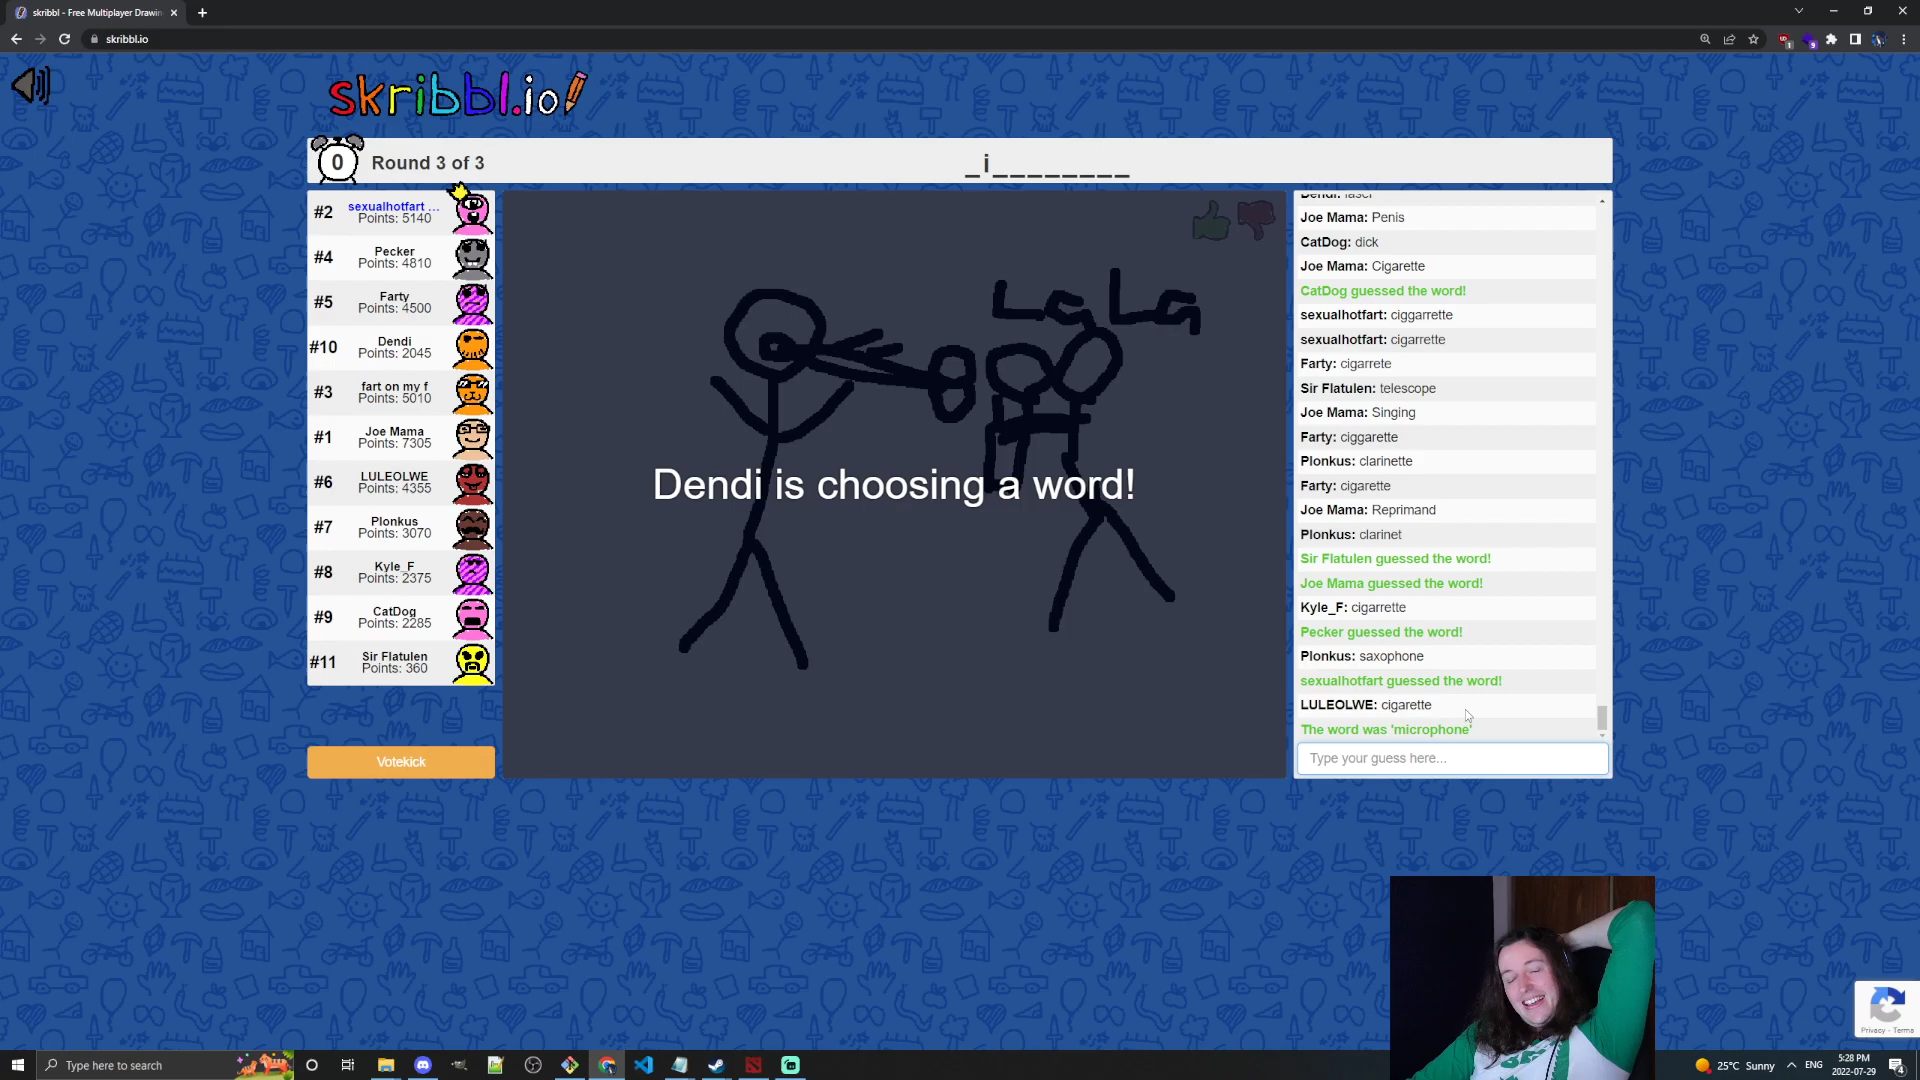 skribbl - Free Multiplayer Drawin
skribbl.io
skribbl.io
0
Round 3 of 3
_i________
#2 sexualhotfart ...
Points: 5140
#4 Pecker
Points: 4810
#5 Farty
Points: 4500
#10 Dendi
Points: 2045
#3 fart on my f
Points: 5010
#1 Joe Mama
Points: 7305
#6 LULEOLWE
Points: 4355
#7 Plonkus
Points: 3070
#8 Kyle_F
Points: 2375
#9 CatDog
Points: 2285
#11 Sir Flatulen
Points: 360
Votekick
La La
Dendi is choosing a word!
Joe Mama: Penis
CatDog: dick
Joe Mama: Cigarette
CatDog guessed the word!
sexualhotfart: ciggarrette
sexualhotfart: cigarrette
Farty: cigarrete
Sir Flatulen: telescope
Joe Mama: Singing
Farty: ciggarette
Plonkus: clarinette
Farty: cigarette
Joe Mama: Reprimand
Plonkus: clarinet
Sir Flatulen guessed the word!
Joe Mama guessed the word!
Kyle_F: cigarrette
Pecker guessed the word!
Plonkus: saxophone
sexualhotfart guessed the word!
LULEOLWE: cigarette
The word was 'microphone'
Type your guess here...
Privacy - Terms
Type here to search
25°C Sunny
ENG
5:28 PM
2022-07-29